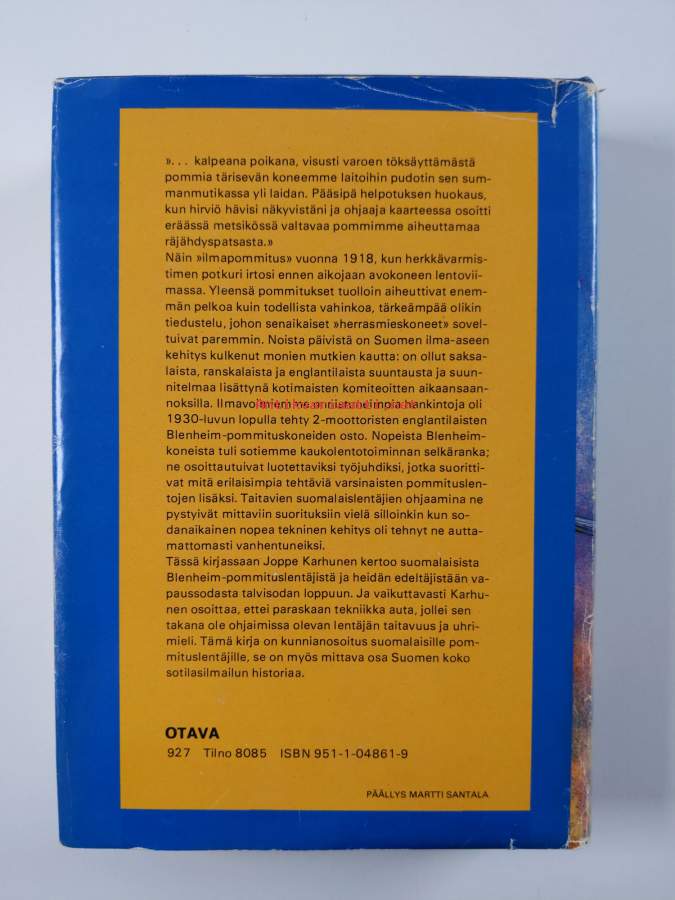 »... kalpeana poikana, visusti varoen töksäyttämästä
pommia tärisevän koneemme laitoihin pudotin sen sum-
manmutikassa yli laidan. Pääsipä helpotuksen huokaus,
kun hirviö hävisi näkyvistäni ja ohjaaja kaarteessa osoitti
eräässä metsikössä valtavaa pommimme aiheuttamaa
räjähdyspatsasta.»
Näin »ilmapommitus» vuonna 1918, kun herkkävarmis-
timen potkuri irtosi ennen aikojaan avokoneen lentovii-
massa. Yleensä pommitukset tuolloin aiheuttivat enem-
män pelkoa kuin todellista vahinkoa, tärkeämpää olikin
tiedustelu, johon senaikaiset »herrasmieskoneet» sovel-
tuivat paremmin. Noista päivistä on Suomen ilma-aseen
kehitys kulkenut monien mutkien kautta: on ollut saksa-
laista, ranskalaista ja englantilaista suuntausta ja suun-
nitelmaa lisättynä kotimaisten komiteoitten aikaansaan-
noksilla. Ilmavoimiemme onnistuneimpia hankintoja oli
1930-luvun lopulla tehty 2-moottoristen englantilaisten
Blenheim-pommituskoneiden osto. Nopeista Blenheim-
koneista tuli sotiemme kaukolentotoiminnan selkäranka;
ne osoittautuivat luotettaviksi työjuhdiksi, jotka suoritti-
vat mitä erilaisimpia tehtäviä varsinaisten pommituslen-
tojen lisäksi. Taitavien suomalaislentäjien ohjaamina ne
pystyivät mittaviin suorituksiin vielä silloinkin kun so-
danaikainen nopea tekninen kehitys oli tehnyt ne autta-
mattomasti vanhentuneiksi.
Tässä kirjassaan Joppe Karhunen kertoo suomalaisista
Blenheim-pommituslentäjistä ja heidän edeltäjistään va-
paussodasta talvisodan loppuun. Ja vaikuttavasti Karhu-
nen osoittaa, ettei paraskaan tekniikka auta, jollei sen
takana ole ohjaimissa olevan lentäjän taitavuus ja uhri-
mieli. Tämä kirja on kunnianosoitus suomalaisille pom-
mituslentäjille, se on myös mittava osa Suomen koko
sotilasilmailun historiaa.
OTAVA
927 Tilno 8085 ISBN 951-1-04861-9
PÄÄLLYS MARTTI SANTALA